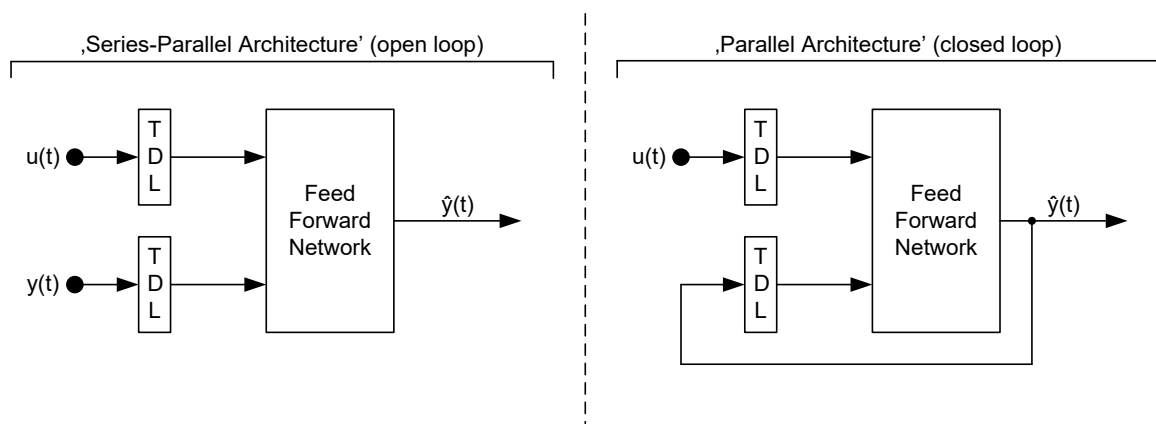 ‚Series-Parallel Architecture’ (open loop)
u(t)
T
D
L
y(t)
T
D
L
Feed
Forward
Network
ŷ(t)
‚Parallel Architecture’ (closed loop)
u(t)
T
D
L
T
D
L
Feed
Forward
Network
ŷ(t)